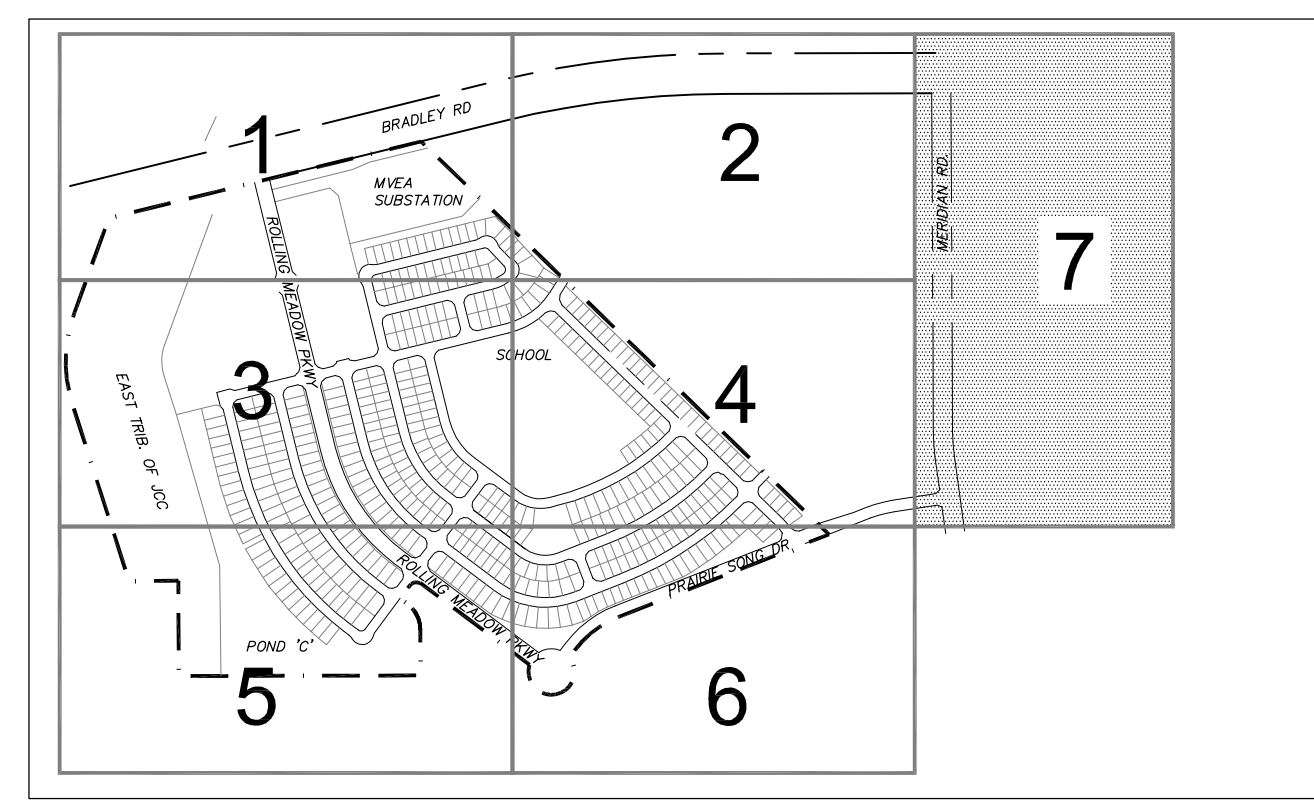 BRADLEY RD
1
2
MVEA
SUBSTATION
MERIDIAN RD.
7
ROLLING MEADOW PKWY
SCHOOL
3
4
EAST TRIB. OF JCC
PRAIRIE SONG DR.
ROLLING MEADOW PKWY
POND 'C'
5
6